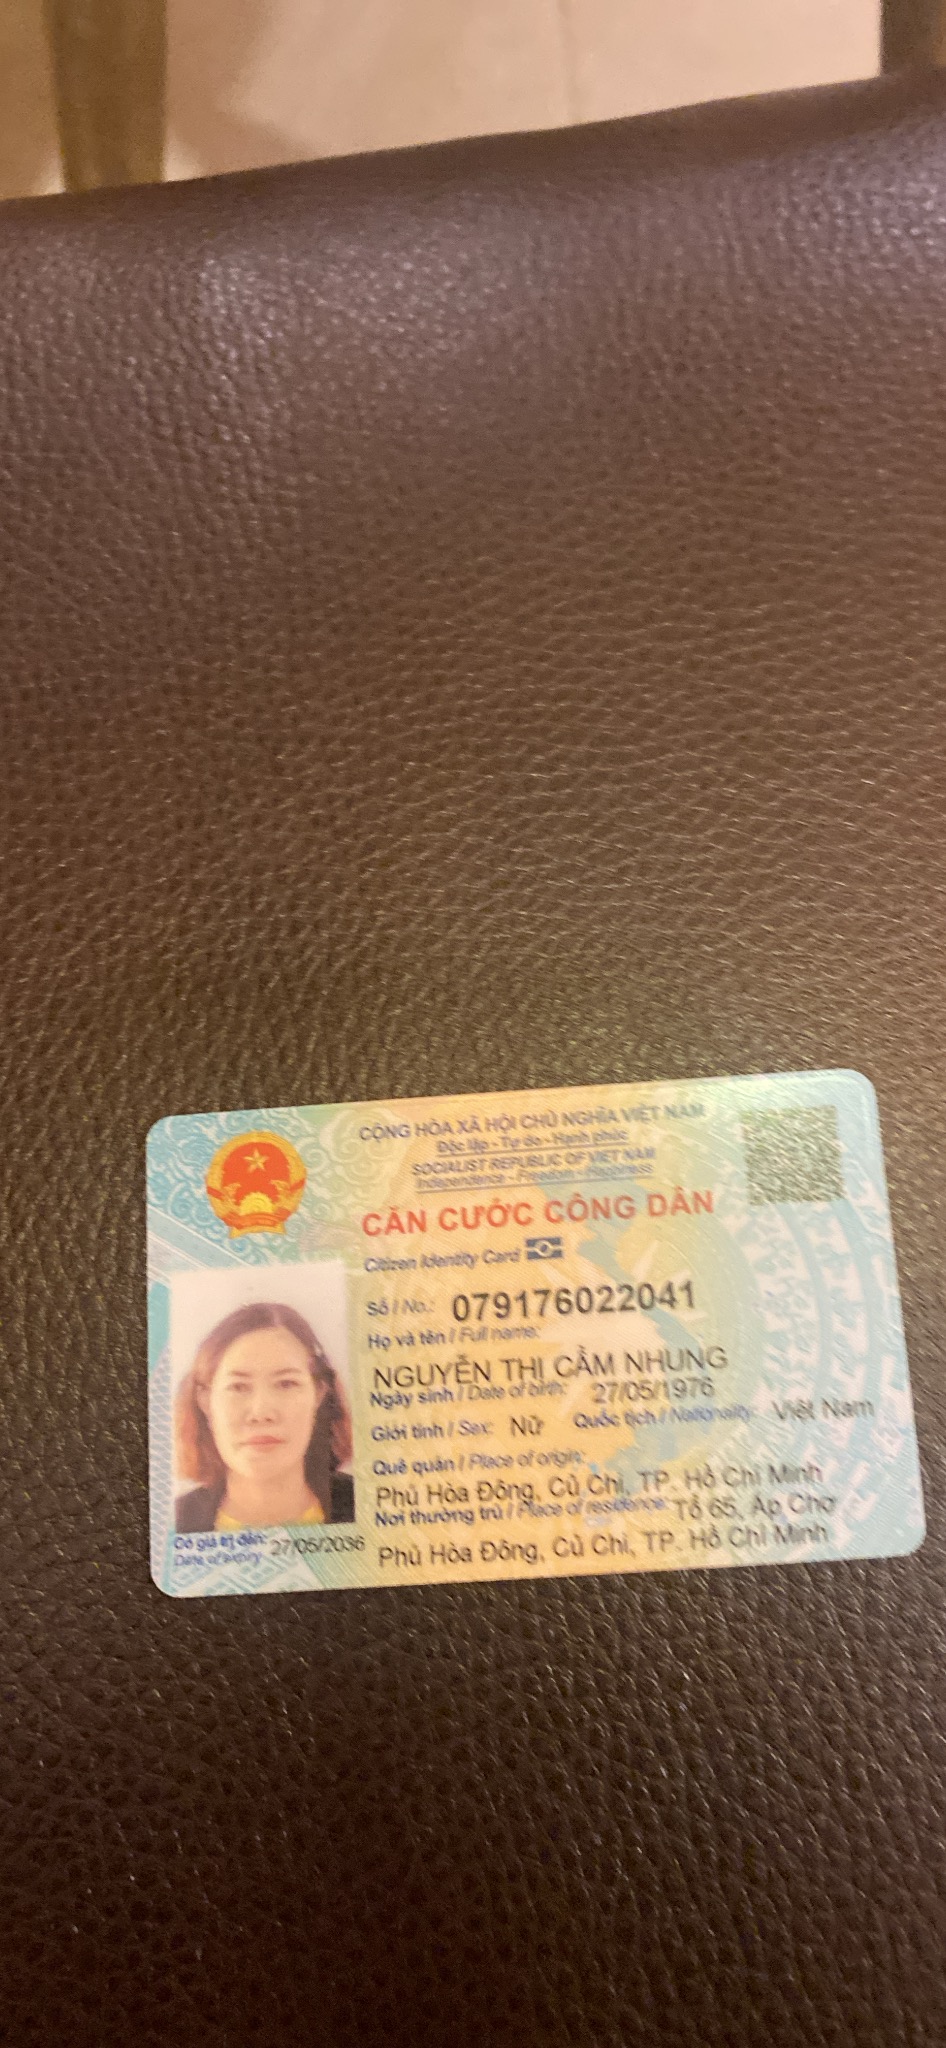 CỘNG HÒA XÃ HỘI CHỦ NGHĨA VIỆT NAM
Độc lập - Tự do - Hạnh phúc
SOCIALIST REPUBLIC OF VIET NAM
Independence - Freedom - Happiness
CĂN CƯỚC CÔNG DÂN
Citizen Identity Card
Số / No.: 079176022041
Họ và tên / Full name:
NGUYỄN THỊ CẨM NHUNG
Ngày sinh / Date of birth: 27/05/1976
Giới tính / Sex: Nữ Quốc tịch / Nationality: Việt Nam
Quê quán / Place of origin:
Phú Hòa Đông, Củ Chi, TP. Hồ Chí Minh
Nơi thường trú / Place of residence: Tổ 65, Ấp Chợ
Phú Hòa Đông, Củ Chi, TP. Hồ Chí Minh
Có giá trị đến: 27/05/2036
Date of expiry